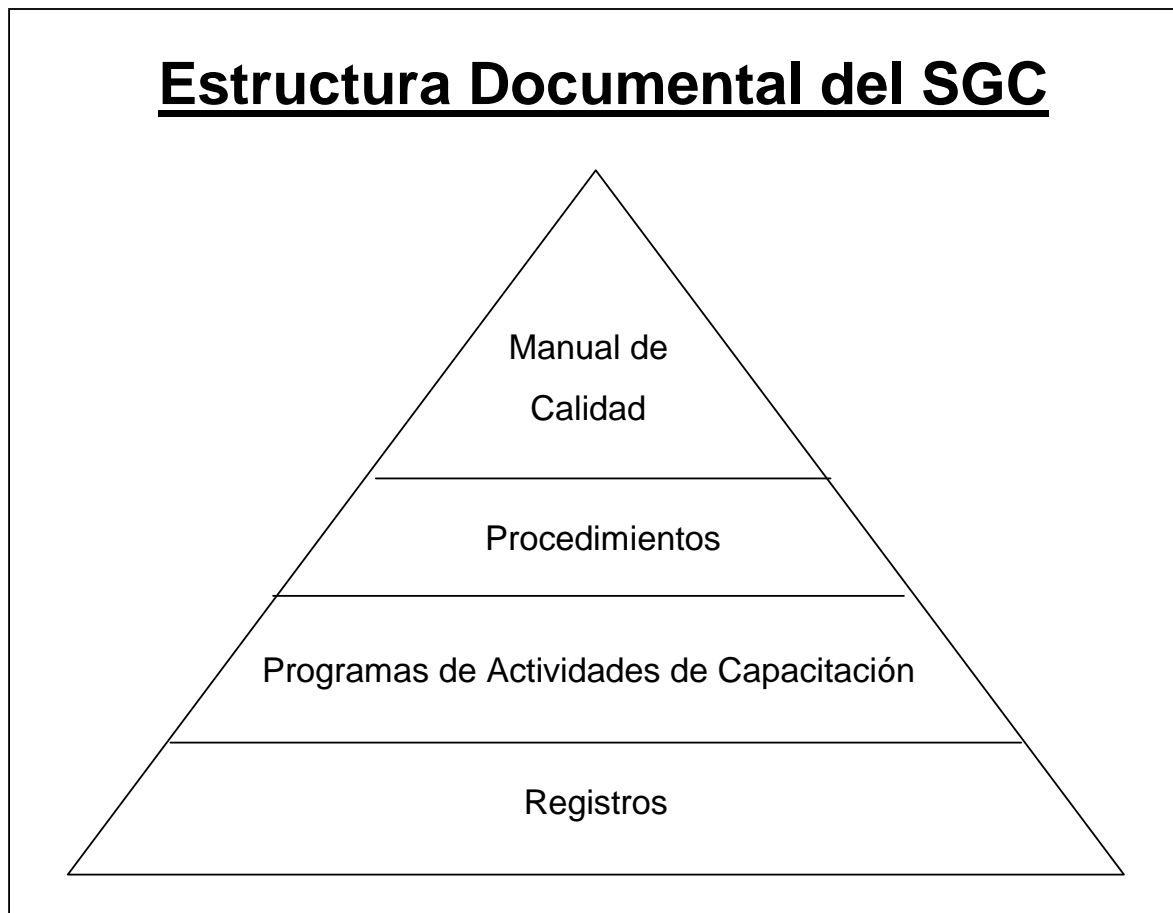 Estructura Documental del SGC
Manual de
Calidad
Procedimientos
Programas de Actividades de Capacitación
Registros